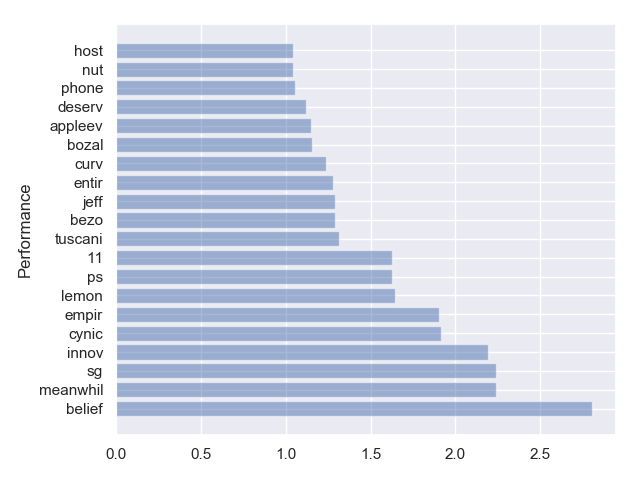 host
nut
phone
deserv
appleev
bozal
curv
entir
jeff
bezo
tuscani
11
ps
lemon
empir
cynic
innov
sg
meanwhil
belief
Performance
0.0 0.5 1.0 1.5 2.0 2.5